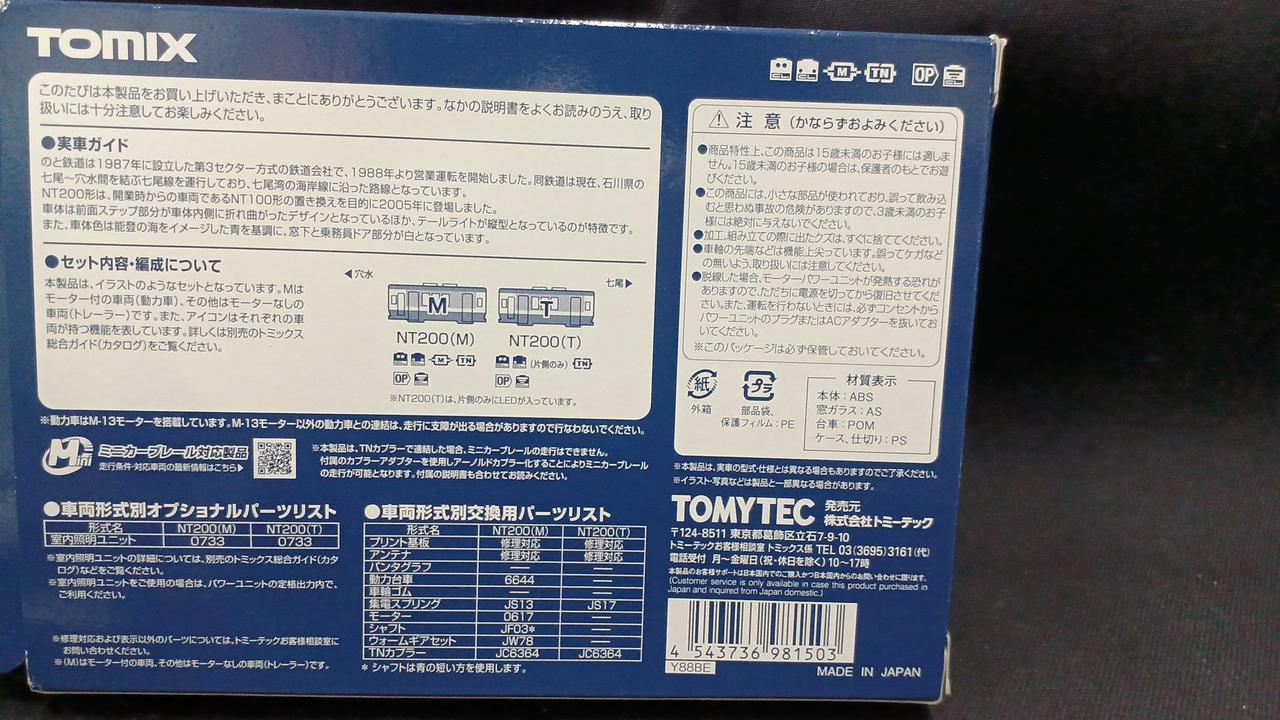 TOMIX
CL CL M TN OP CL
このたびは本製品をお買い上げいただき、まことにありがとうございます。なかの説明書をよくお読みのうえ、取り
扱いには十分注意してお楽しみください。
●実車ガイド
のと鉄道は1987年に設立した第3セクター方式の鉄道会社で、1988年より営業運転を開始しました。同鉄道は現在、石川県の
七尾〜穴水間を結ぶ七尾線を運行しており、七尾湾の海岸線に沿った路線となっています。
NT200形は、開業時からの車両であるNT100形の置き換えを目的に2005年に登場しました。
車体は前面ステップ部分が車体内側に折れ曲がったデザインとなっているほか、テールライトが縦型となっているのが特徴です。
また、車体色は能登の海をイメージした青を基調に、窓下と乗務員ドア部分が白となっています。
●セット内容・編成について
本製品は、イラストのようなセットとなっています。Mは
モーター付の車両(動力車)、その他はモーターなしの
車両(トレーラー)です。また、アイコンはそれぞれの車
両が持つ機能を表しています。詳しくは別売のトミックス
総合ガイド(カタログ)をご覧ください。
◀穴水
七尾▶
M T
NT200(M) NT200(T)
M TN (片側のみ) TN
OP OP
※NT200(T)は、片側のみにLEDが入っています。
※動力車はM-13モーターを搭載しています。M-13モーター以外の動力車との連結は、走行に支障が出る場合がありますので行なわないでください。
Mini ミニカーブレール対応製品
走行条件・対応車両の最新情報はこちら▶
※本製品は、TNカプラーで連結した場合、ミニカーブレールの走行はできません。
付属のカプラーアダプターを使用しアーノルドカプラー化することによりミニカーブレール
の走行が可能となります。付属の説明書も合わせてお読みください。
●車両形式別オプショナルパーツリスト
形式名 NT200(M) NT200(T)
室内照明ユニット 0733 0733
※室内照明ユニットの詳細については、別売のトミックス総合ガイド(カタ
ログ)などをご覧ください。
※室内照明ユニットをご使用の場合は、パワーユニットの定格出力内で、
ご利用ください。
※修理対応および表示以外のパーツについては、トミーテックお客様相談室に
お問い合わせください。
※(M)はモーター付の車両、その他はモーターなしの車両(トレーラー)です。
●車両形式別交換用パーツリスト
形式名 NT200(M) NT200(T)
プリント基板 修理対応 修理対応
アンテナ 修理対応 修理対応
パンタグラフ — —
動力台車 6644 —
車輪ゴム — —
集電スプリング JS13 JS17
モーター 0617 —
シャフト JF03* —
ウォームギアセット JW78 —
TNカプラー JC6364 JC6364
* シャフトは青の短い方を使用します。
⚠ 注 意 (かならずおよみください)
●商品特性上、この商品は15歳未満のお子様には適しま
せん。15歳未満のお子様の場合は、保護者のもとでお遊
びください。
●この商品には、小さな部品が使われており、誤って飲み込
むと思わぬ事故の危険がありますので、3歳未満のお子
様には絶対に与えないでください。
●加工、組み立ての際に出たクズは、すぐに捨ててください。
●車軸の先端などは機能上尖っています。誤ってケガなど
の無いよう、取り扱いには注意してください。
●脱線した場合、モーターパワーユニットが発熱する恐れが
ありますので、ただちに電源を切ってから復旧させてくだ
さい。また、運転を行わないときには、必ずコンセントから
パワーユニットのプラグまたはACアダプターを抜いてお
いてください。
※このパッケージは必ず保管しておいてください。
紙
外箱
プラ
部品袋、
保護フィルム:PE
材質表示
本体:ABS
窓ガラス:AS
台車:POM
ケース、仕切り:PS
※本製品は、実車の型式・仕様とは異なる場合もありますのでご了承ください。
※イラスト・写真などは製品と一部異なる場合があります。
TOMYTEC 発売元
株式会社トミーテック
〒124-8511 東京都葛飾区立石7-9-10
トミーテックお客様相談室 トミックス係 TEL 03(3695)3161(代)
電話受付 月〜金曜日(祝・休日を除く)10〜17時
本製品のお客様サポートは日本国内でのご購入かつ日本国内からのお問い合わせに限ります。
(Customer service is only available in case this product purchased in
Japan and inquired from Japan domestic.)
4 543736 981503
Y88BE
MADE IN JAPAN